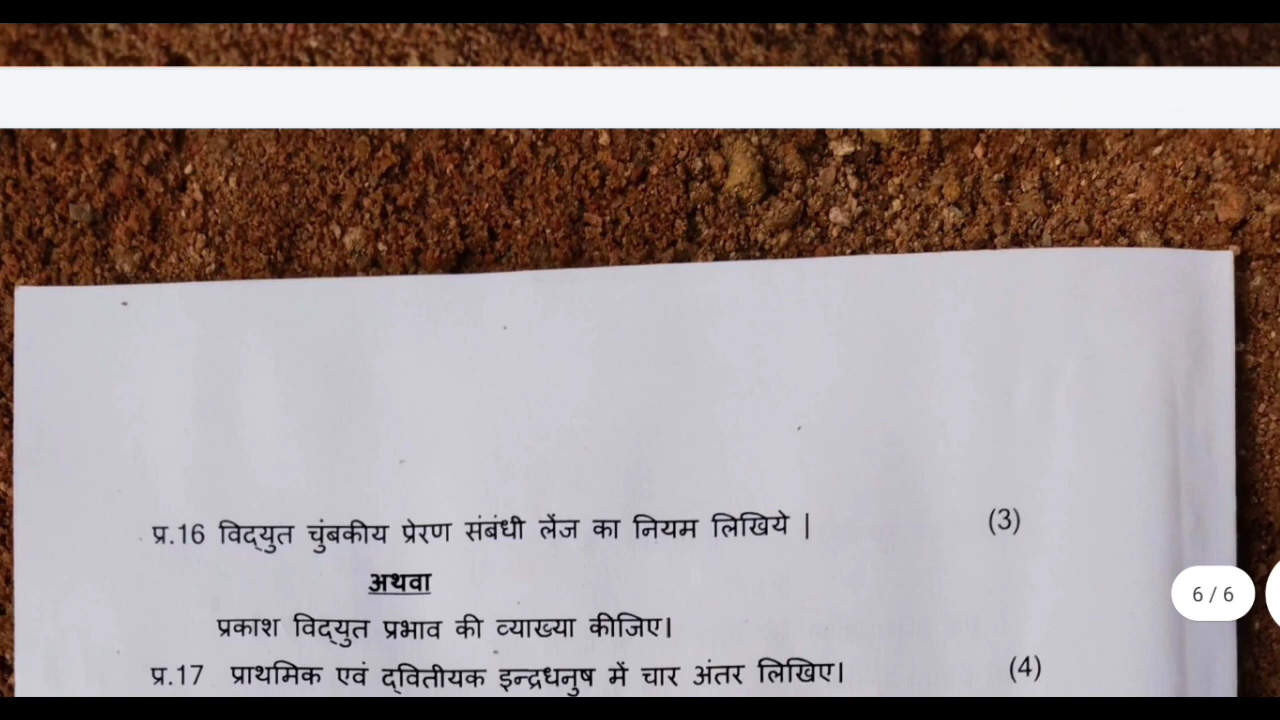 6 / 6
प्र.16 विद्युत चुंबकीय प्रेरण संबंधी लेंज का नियम लिखिये | (3)
अथवा
प्रकाश विद्युत प्रभाव की व्याख्या कीजिए।
प्र.17 प्राथमिक एवं द्वितीयक इन्द्रधनुष में चार अंतर लिखिए। (4)